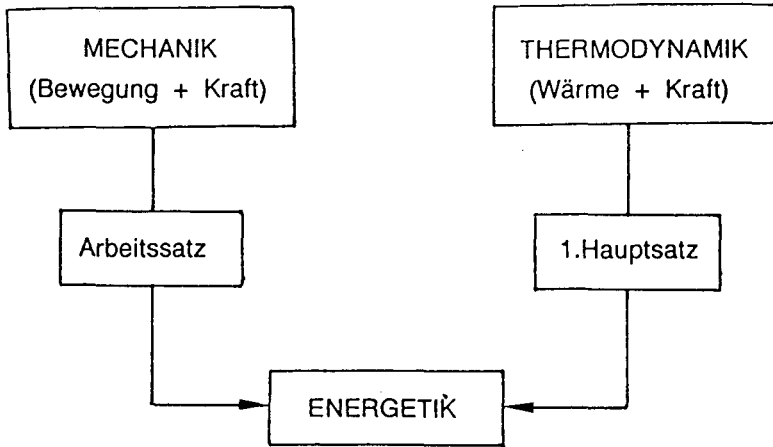 MECHANIK
(Bewegung + Kraft)
THERMODYNAMIK
(Wärme + Kraft)
Arbeitssatz
1.Hauptsatz
ENERGETIK